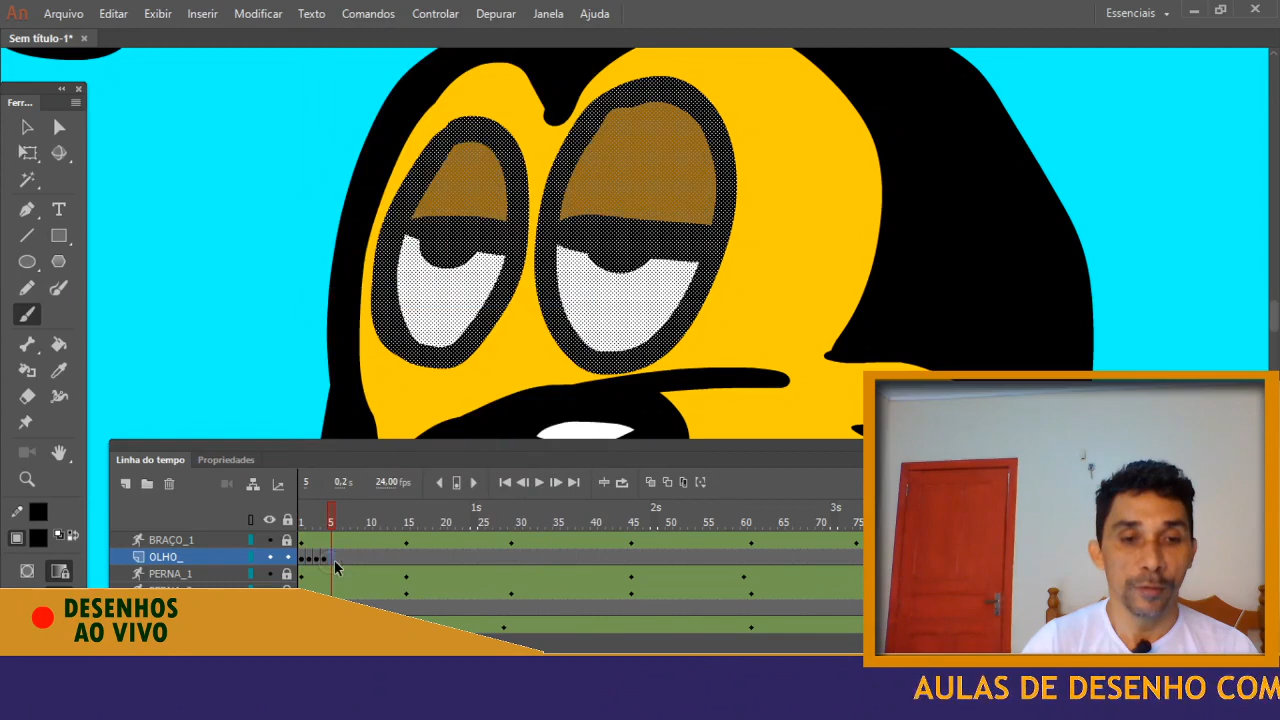 An Arquivo Editar Exibir Inserir Modificar Texto Comandos Controlar Depurar Janela Ajuda Essenciais
Sem título-1*
Ferr...
T
Linha do tempo Propriedades
5 0,2 s 24.00 fps
1s 2s 3s
1 5 10 15 20 25 30 35 40 45 50 55 60 65 70 75
BRAÇO_1
OLHO_
PERNA_1
DESENHOS
AO VIVO
AULAS DE DESENHO COM